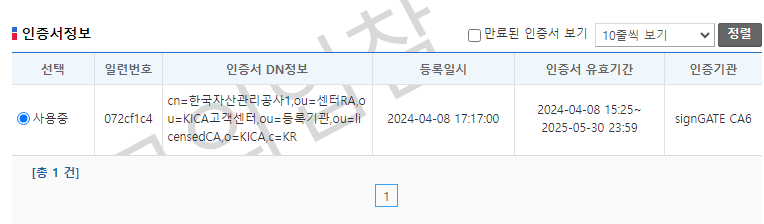 인증서정보
만료된 인증서 보기 10줄씩 보기 정렬
선택 일련번호 인증서 DN정보 등록일시 인증서 유효기간 인증기관
사용중 072cf1c4 cn=한국자산관리공사1,ou=센터RA,o
u=KICA고객센터,ou=등록기관,ou=li
censedCA,o=KICA,c=KR 2024-04-08 17:17:00 2024-04-08 15:25~
2025-05-30 23:59 signGATE CA6
[총 1 건]
1